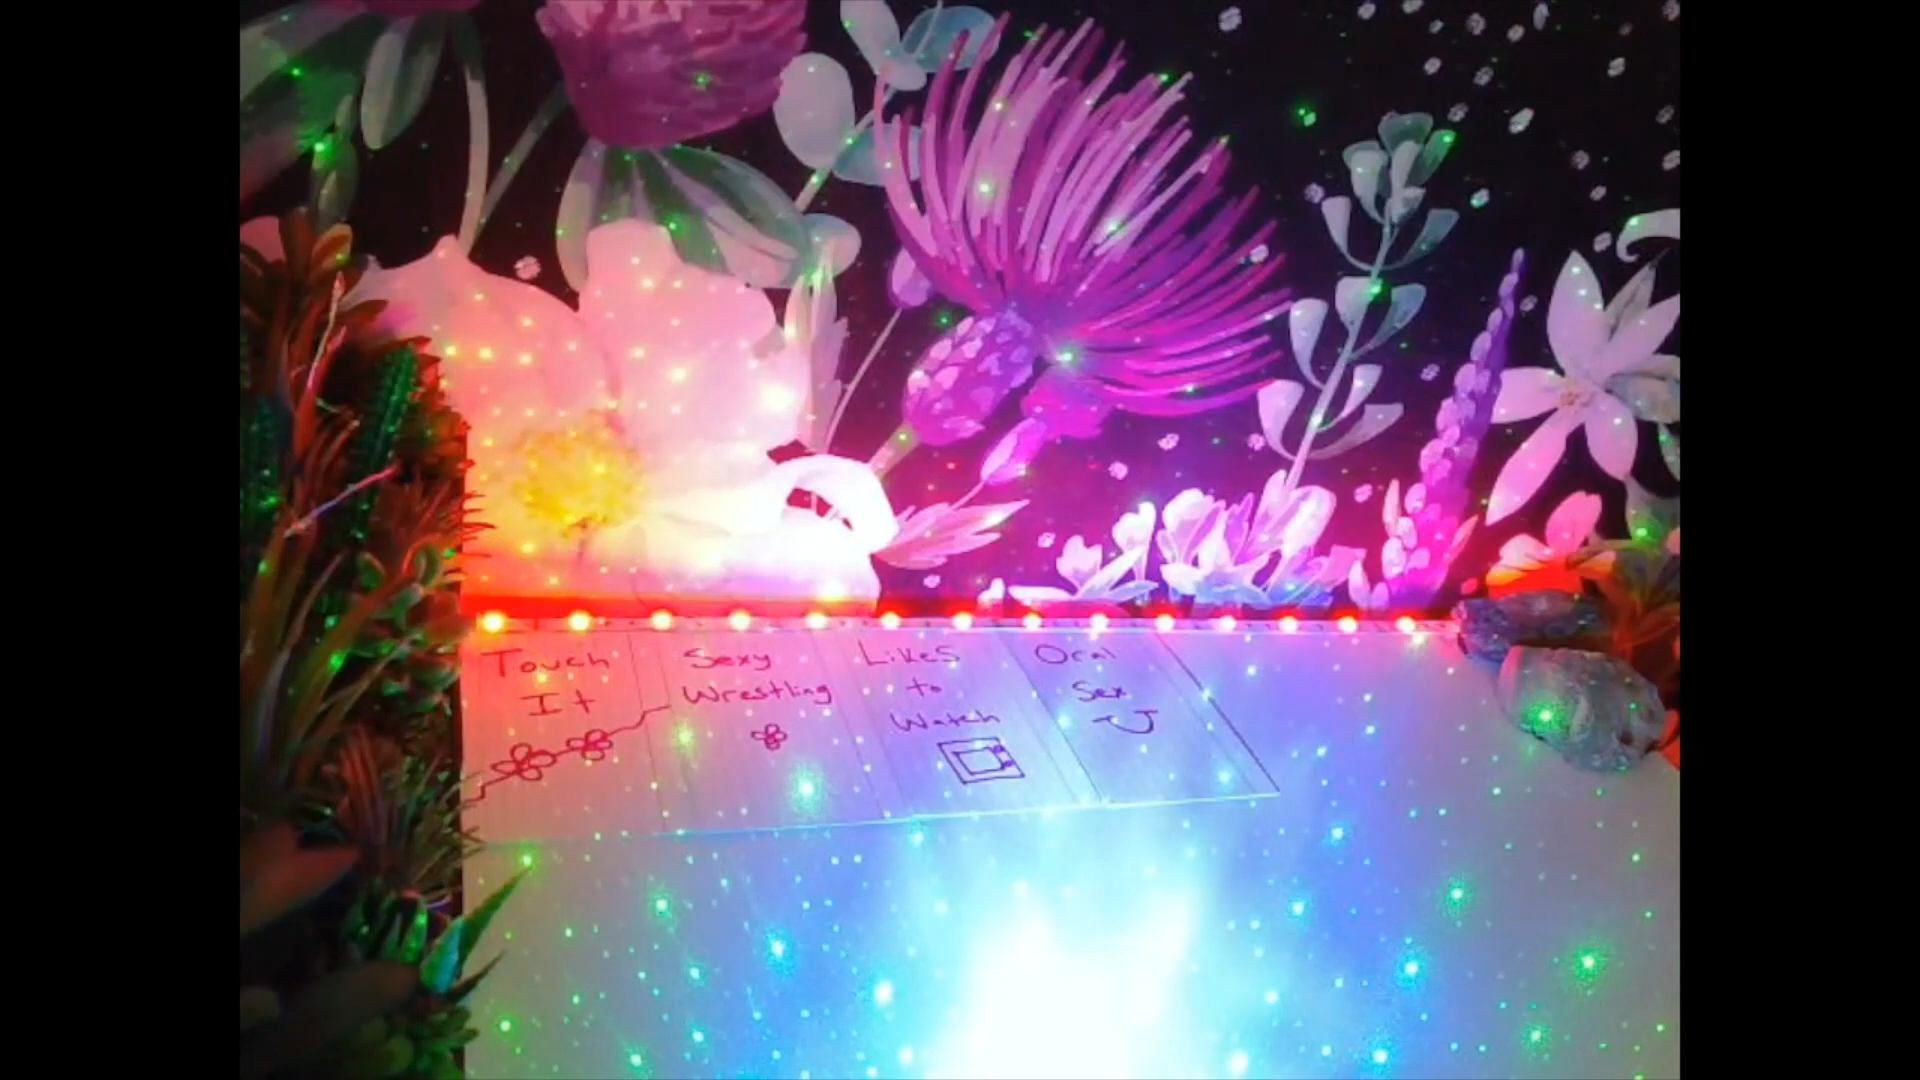 Touch
It
Sexy
Wrestling
Likes
to
Watch
Oral
Sex